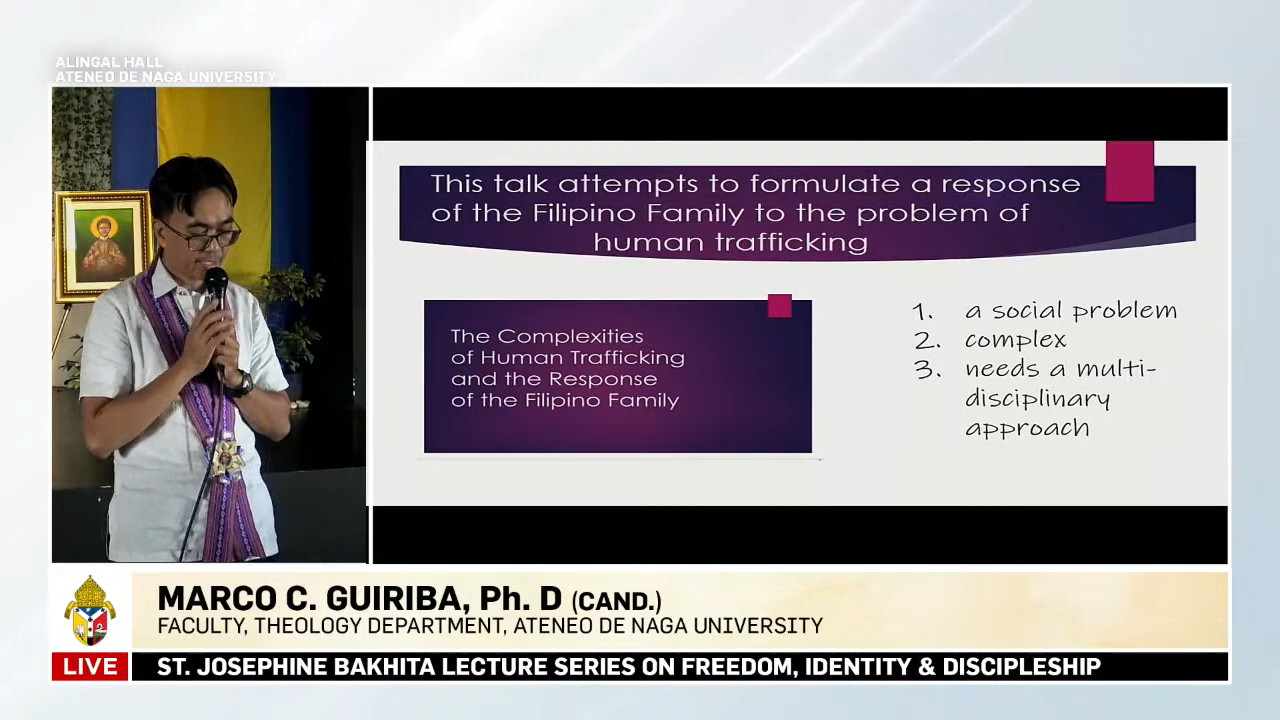 ALINGAL HALL
ATENEO DE NAGA UNIVERSITY
This talk attempts to formulate a response
of the Filipino Family to the problem of
human trafficking
The Complexities
of Human Trafficking
and the Response
of the Filipino Family
1. a social problem
2. complex
3. needs a multi-
disciplinary
approach
MARCO C. GUIRIBA, Ph. D (CAND.)
FACULTY, THEOLOGY DEPARTMENT, ATENEO DE NAGA UNIVERSITY
LIVE ST. JOSEPHINE BAKHITA LECTURE SERIES ON FREEDOM, IDENTITY & DISCIPLESHIP